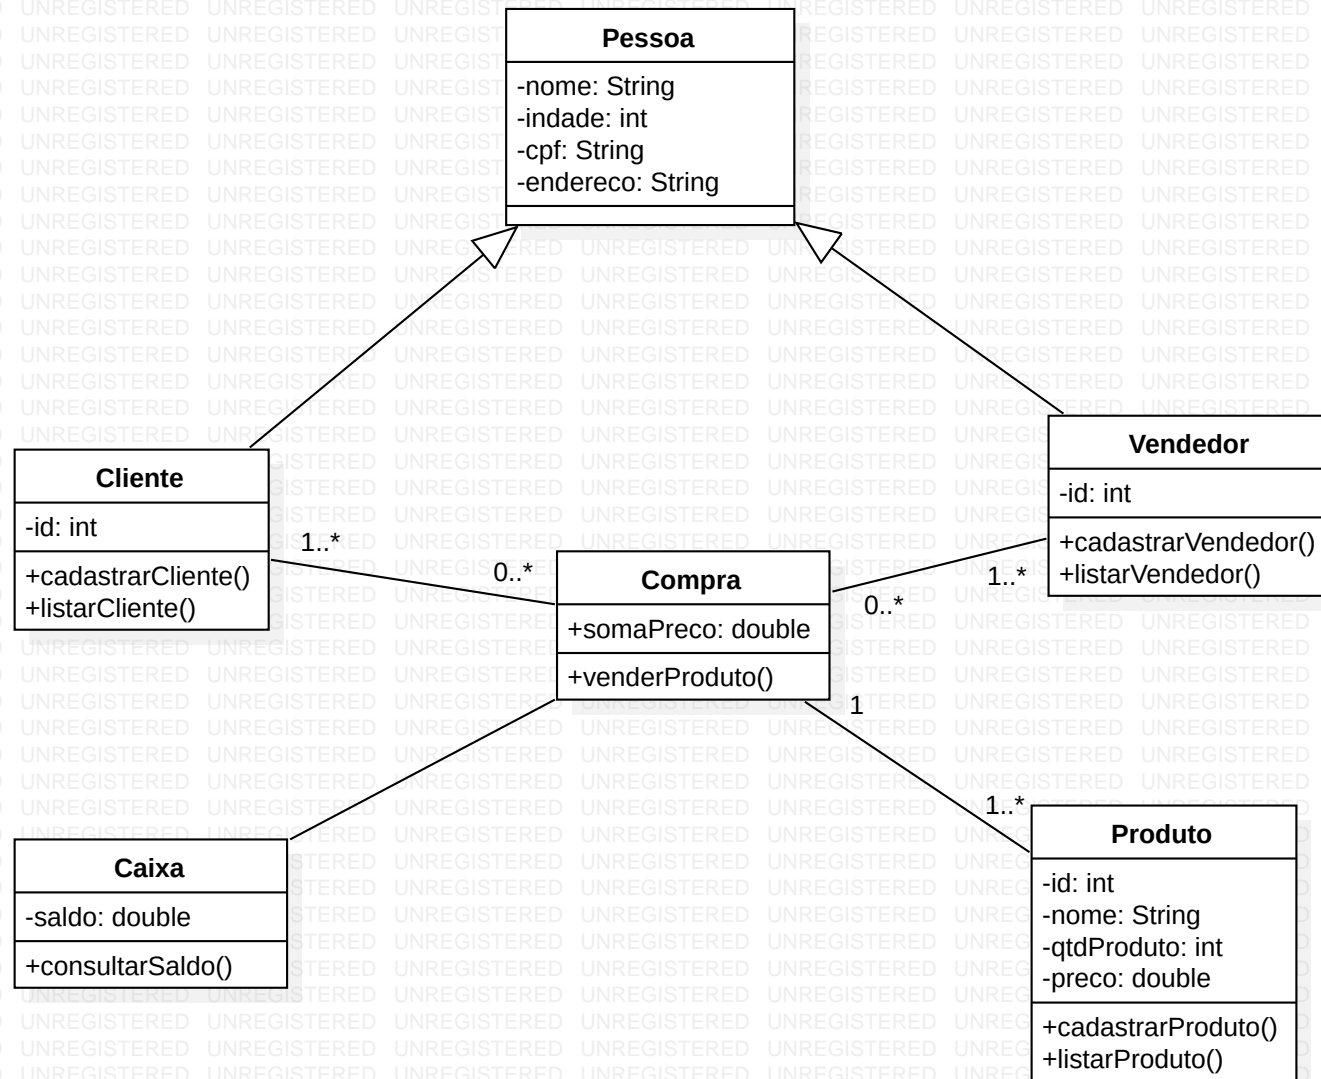 Pessoa
-nome: String
-indade: int
-cpf: String
-endereco: String
Cliente
-id: int
+cadastrarCliente()
+listarCliente()
Vendedor
-id: int
+cadastrarVendedor()
+listarVendedor()
1..*
0..*
Compra
+somaPreco: double
+venderProduto()
1..*
0..*
1
1..*
Caixa
-saldo: double
+consultarSaldo()
Produto
-id: int
-nome: String
-qtdProduto: int
-preco: double
+cadastrarProduto()
+listarProduto()
UNREGISTERED